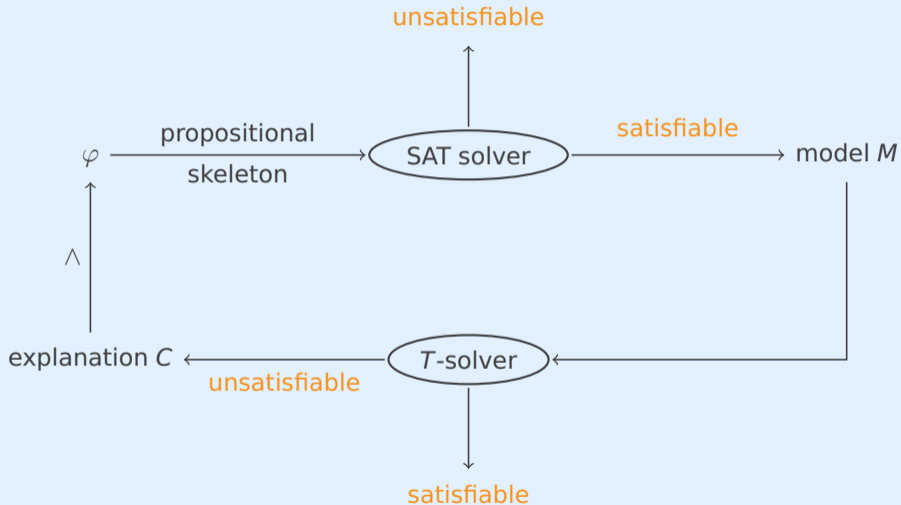 unsatisfiable
propositional
satisfiable
φ
SAT solver
model M
skeleton
∧
explanation C
T-solver
unsatisfiable
satisfiable